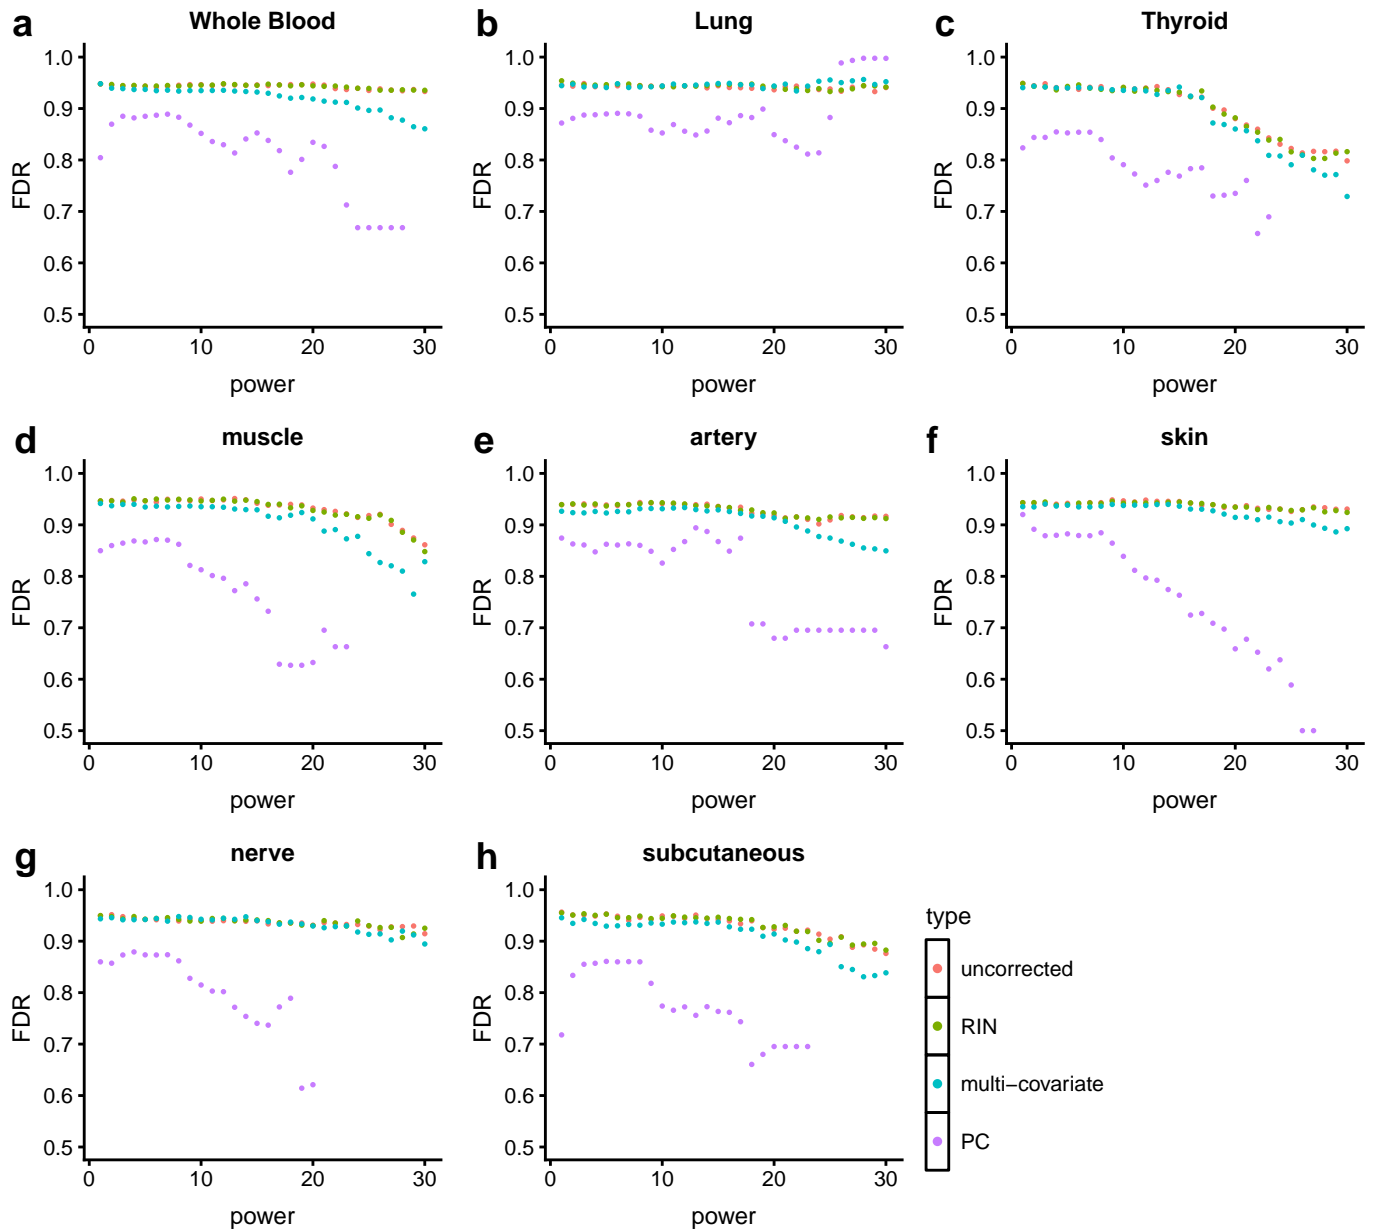 a Whole Blood
1.0
0.9
0.8
0.7
0.6
0.5
FDR
0 10 20 30
power
b Lung
1.0
0.9
0.8
0.7
0.6
0.5
FDR
0 10 20 30
power
c Thyroid
1.0
0.9
0.8
0.7
0.6
0.5
FDR
0 10 20 30
power
d muscle
1.0
0.9
0.8
0.7
0.6
0.5
FDR
0 10 20 30
power
e artery
1.0
0.9
0.8
0.7
0.6
0.5
FDR
0 10 20 30
power
f skin
1.0
0.9
0.8
0.7
0.6
0.5
FDR
0 10 20 30
power
g nerve
1.0
0.9
0.8
0.7
0.6
0.5
FDR
0 10 20 30
power
h subcutaneous
1.0
0.9
0.8
0.7
0.6
0.5
FDR
0 10 20 30
power
type
uncorrected
RIN
multi−covariate
PC